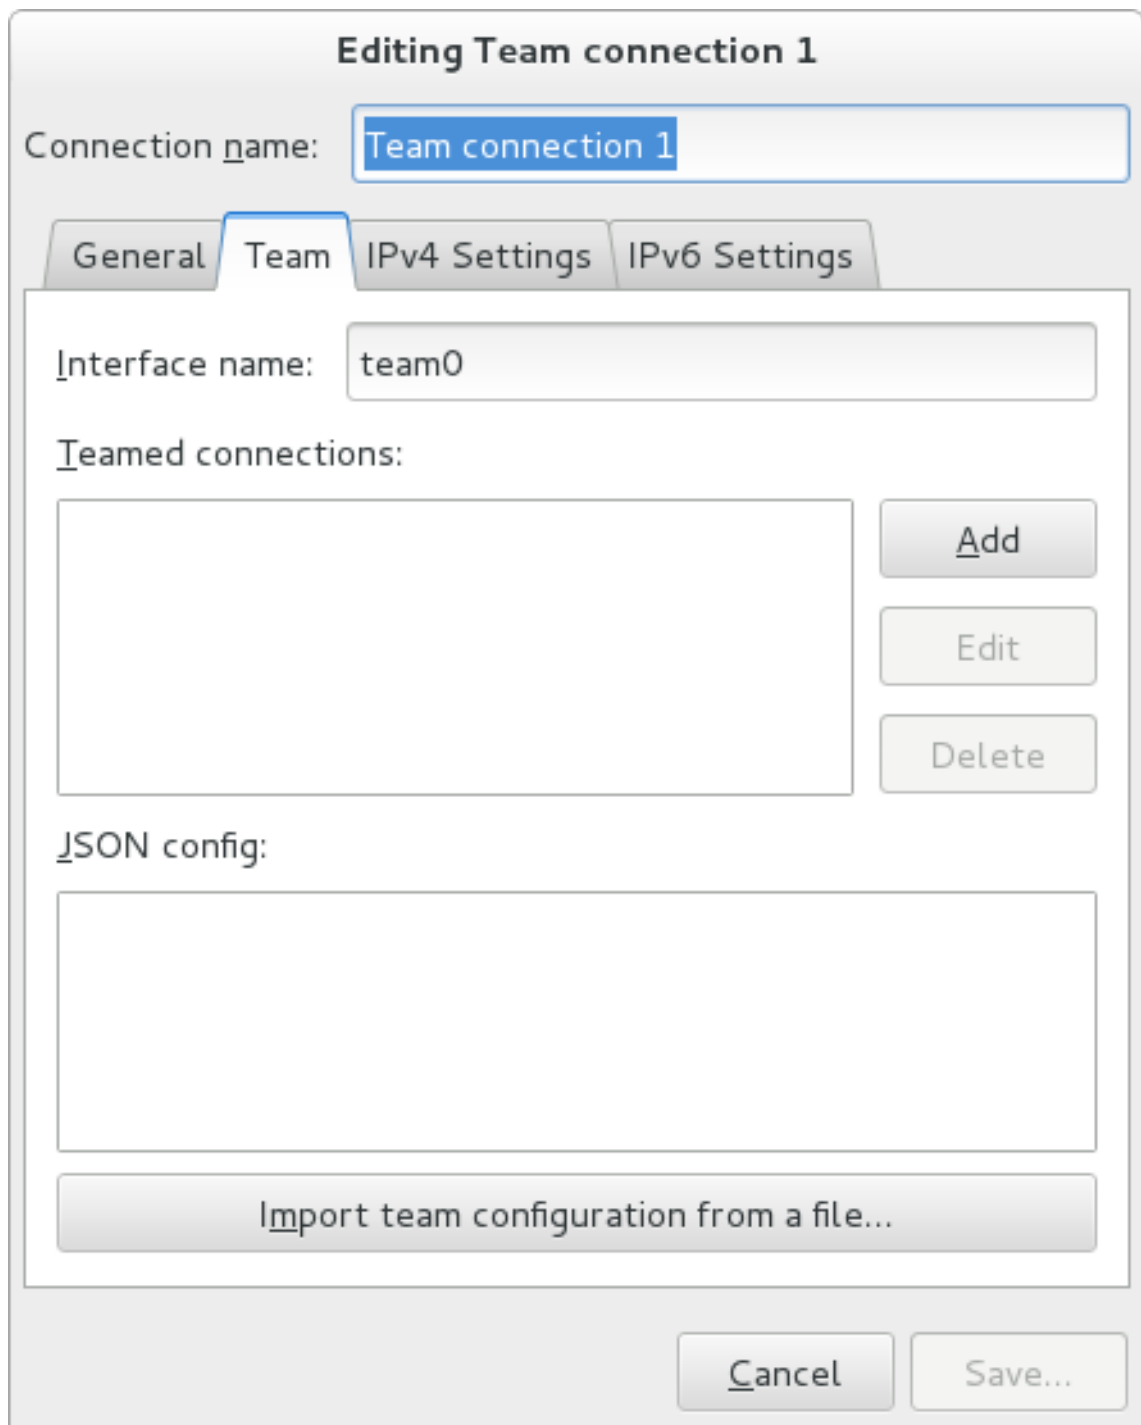 Editing Team connection 1
Connection name: Team connection 1
General Team IPv4 Settings IPv6 Settings
Interface name: team0
Teamed connections:
Add
Edit
Delete
JSON config:
Import team configuration from a file...
Cancel Save...